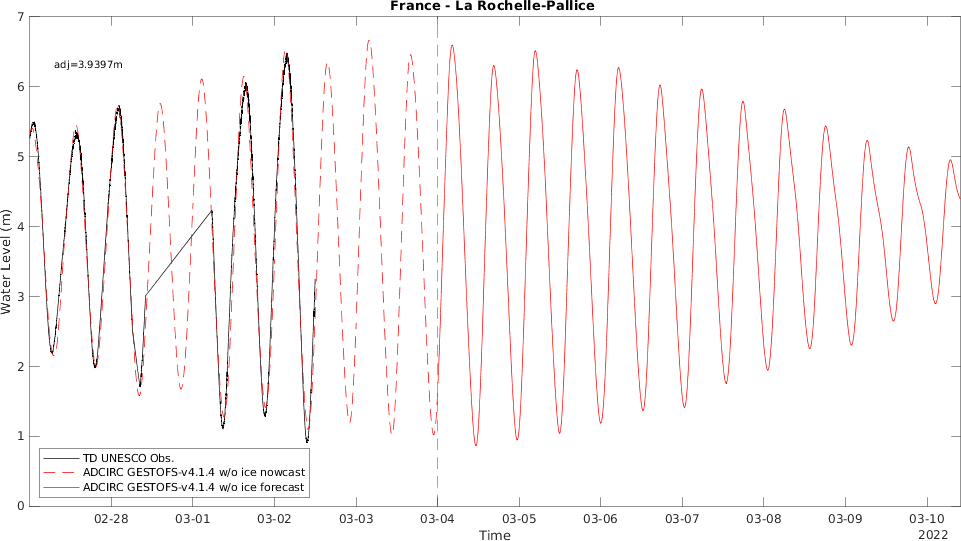 France - La Rochelle-Pallice
adj=3.9397m
Water Level (m)
7
6
5
4
3
2
1
0
TD UNESCO Obs.
ADCIRC GESTOFS-v4.1.4 w/o ice nowcast
ADCIRC GESTOFS-v4.1.4 w/o ice forecast
02-28 03-01 03-02 03-03 03-04 03-05 03-06 03-07 03-08 03-09 03-10
Time
2022